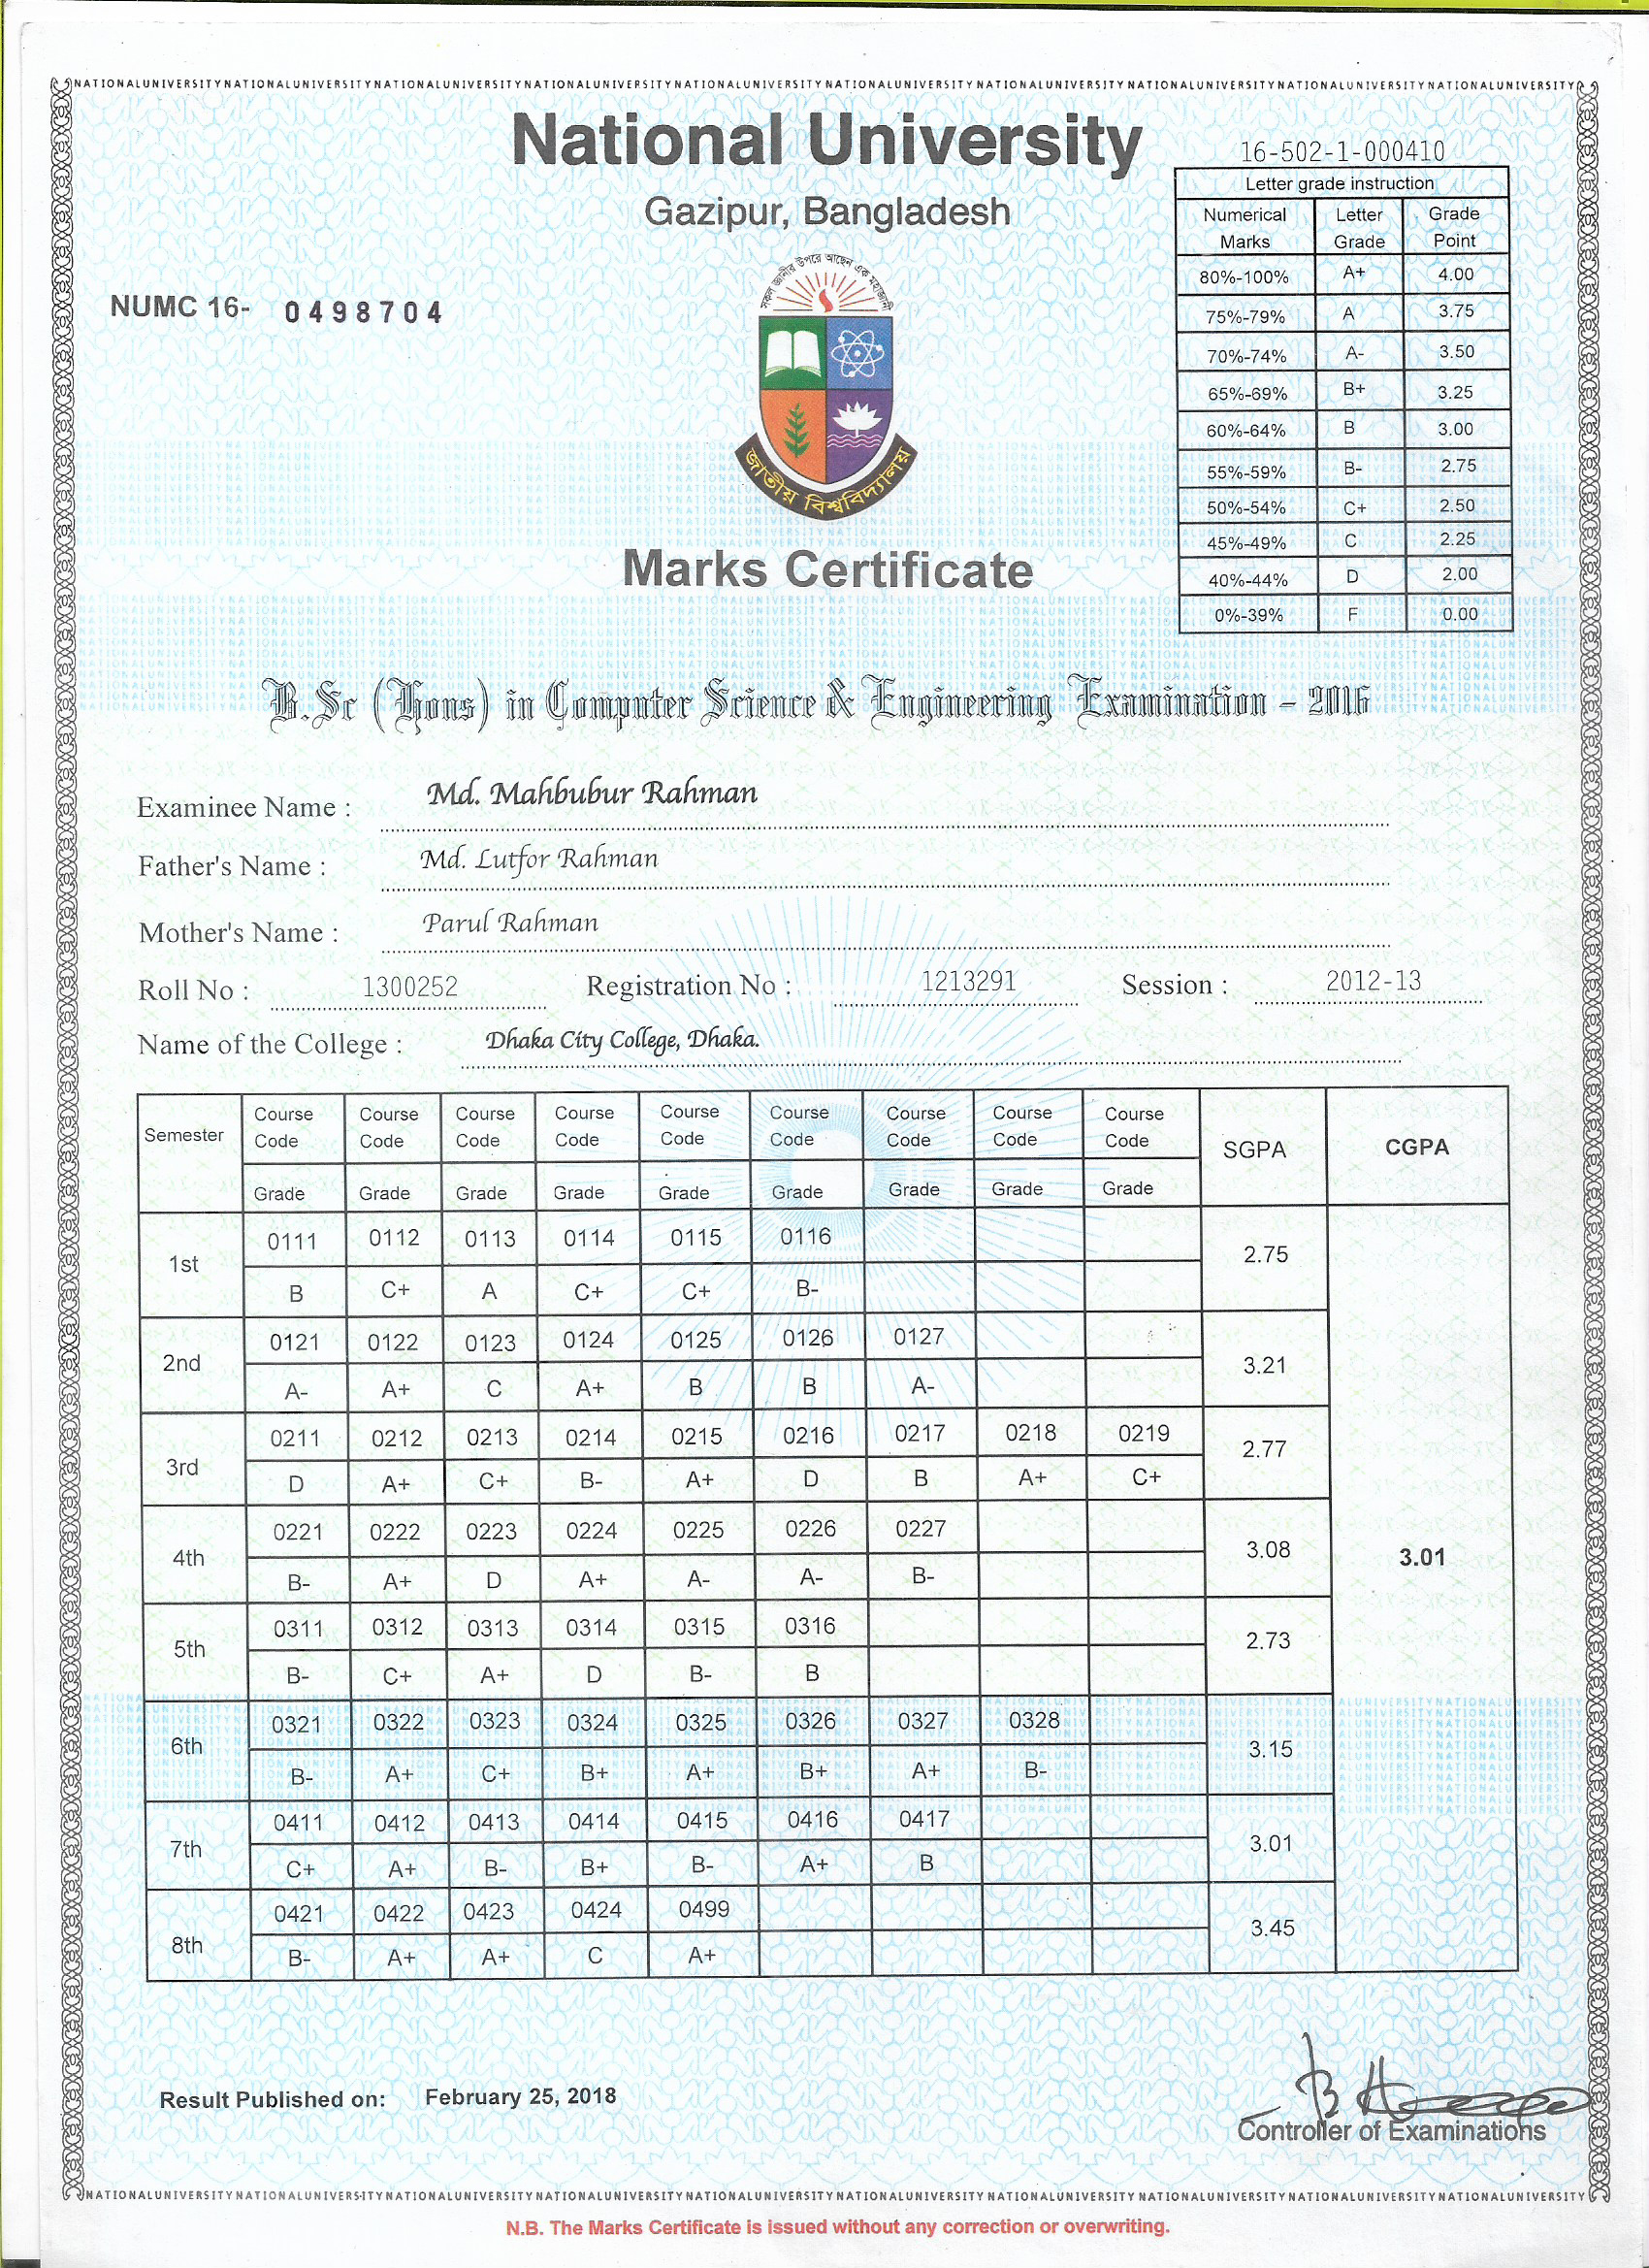 NATIONALUNIVERSITYNATIONALUNIVERSITYNATIONALUNIVERSITYNATIONALUNIVERSITYNATIONALUNIVERSITYNATIONALUNIVERSITYNATIONALUNIVERSITYNATIONALUNIVERSITYNATIONALUNIVERSITYNATIONALUNIVERSITY
National University
16-502-1-000410
Gazipur, Bangladesh
Letter grade instruction
Numerical Marks Letter Grade Grade Point
80%-100% A+ 4.00
75%-79% A 3.75
70%-74% A- 3.50
65%-69% B+ 3.25
60%-64% B 3.00
55%-59% B- 2.75
50%-54% C+ 2.50
45%-49% C 2.25
40%-44% D 2.00
0%-39% F 0.00
NUMC 16- 0498704
সকল জ্ঞানীর উপরে আছেন এক মহাজ্ঞানী
জাতীয় বিশ্ববিদ্যালয়
Marks Certificate
B.Sc (Hons) in Computer Science & Engineering Examination - 2016
Examinee Name : Md. Mahbubur Rahman
Father's Name : Md. Lutfor Rahman
Mother's Name : Parul Rahman
Roll No : 1300252 Registration No : 1213291 Session : 2012-13
Name of the College : Dhaka City College, Dhaka.
Semester Course Code Course Code Course Code Course Code Course Code Course Code Course Code Course Code Course Code SGPA CGPA
Grade Grade Grade Grade Grade Grade Grade Grade Grade
1st 0111 0112 0113 0114 0115 0116 2.75
B C+ A C+ C+ B-
2nd 0121 0122 0123 0124 0125 0126 0127 3.21
A- A+ C A+ B B A-
3rd 0211 0212 0213 0214 0215 0216 0217 0218 0219 2.77
D A+ C+ B- A+ D B A+ C+
4th 0221 0222 0223 0224 0225 0226 0227 3.08 3.01
B- A+ D A+ A- A- B-
5th 0311 0312 0313 0314 0315 0316 2.73
B- C+ A+ D B- B
6th 0321 0322 0323 0324 0325 0326 0327 0328 3.15
B- A+ C+ B+ A+ B+ A+ B-
7th 0411 0412 0413 0414 0415 0416 0417 3.01
C+ A+ B- B+ B- A+ B
8th 0421 0422 0423 0424 0499 3.45
B- A+ A+ C A+
Result Published on: February 25, 2018
Controller of Examinations
NATIONALUNIVERSITYNATIONALUNIVERSITYNATIONALUNIVERSITYNATIONALUNIVERSITYNATIONALUNIVERSITYNATIONALUNIVERSITYNATIONALUNIVERSITYNATIONALUNIVERSITYNATIONALUNIVERSITYNATIONALUNIVERSITY
N.B. The Marks Certificate is issued without any correction or overwriting.